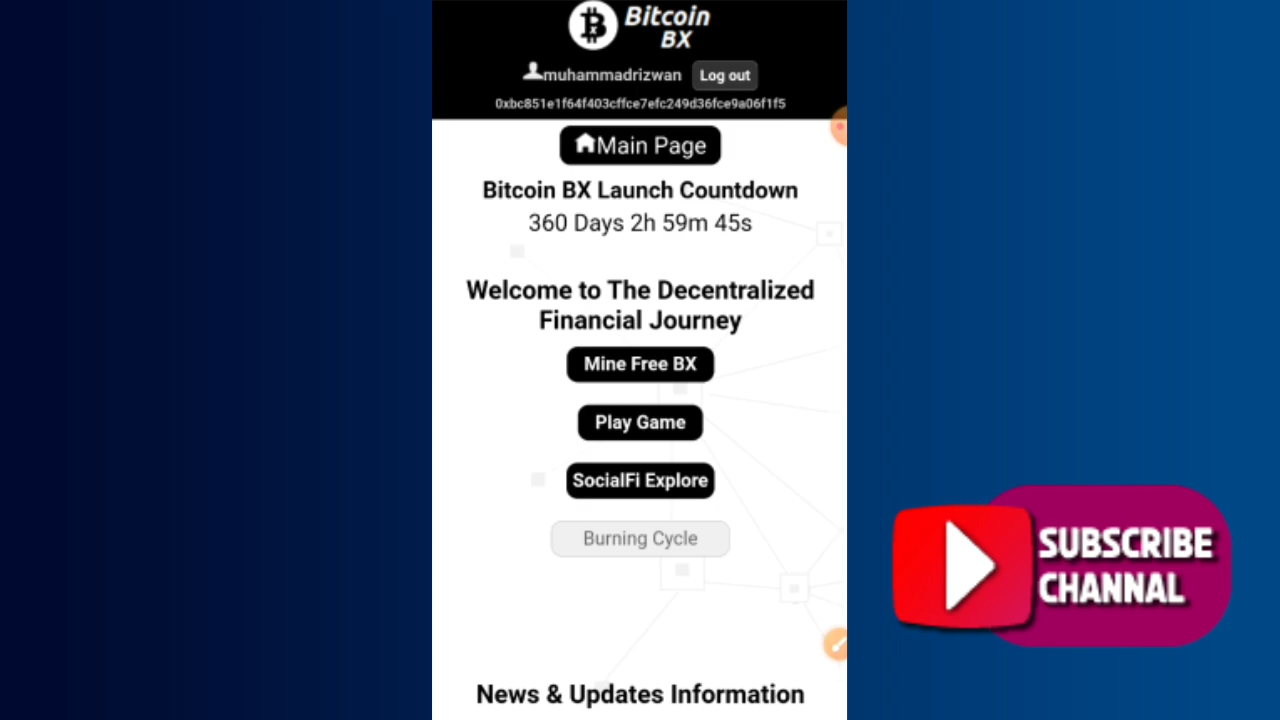 Bitcoin
BX
muhammadrizwan Log out
0xbc851e1f64f403cffce7efc249d36fce9a06f1f5
Main Page
Bitcoin BX Launch Countdown
360 Days 2h 59m 45s
Welcome to The Decentralized
Financial Journey
Mine Free BX
Play Game
SocialFi Explore
Burning Cycle
SUBSCRIBE
CHANNAL
News & Updates Information